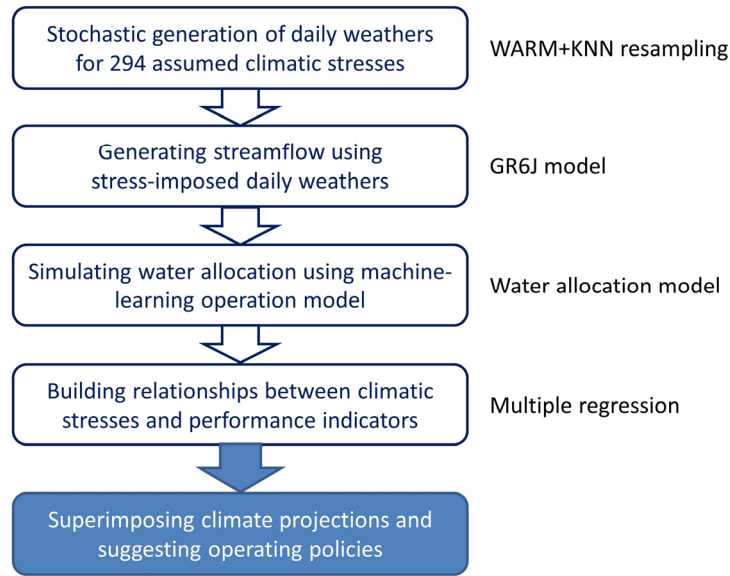 Stochastic generation of daily weathers
for 294 assumed climatic stresses
WARM+KNN resampling
Generating streamflow using
stress-imposed daily weathers
GR6J model
Simulating water allocation using machine-
learning operation model
Water allocation model
Building relationships between climatic
stresses and performance indicators
Multiple regression
Superimposing climate projections and
suggesting operating policies